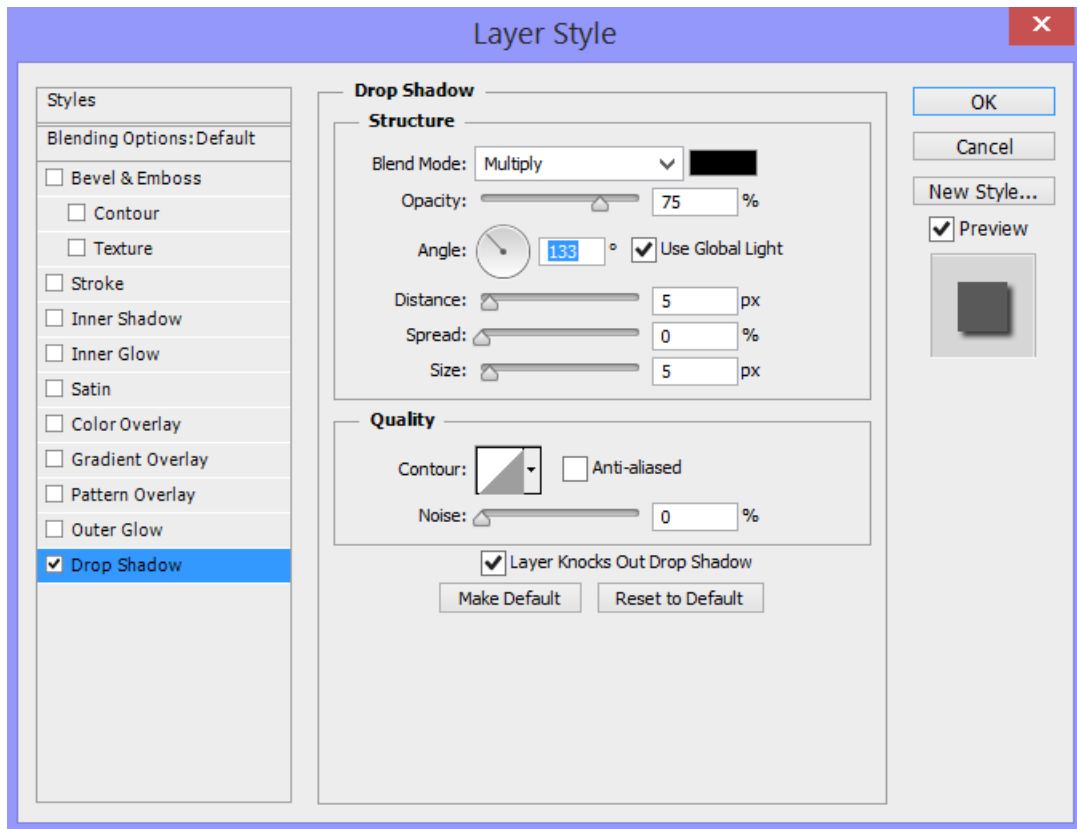 Layer Style
Styles
Blending Options:Default
Bevel & Emboss
Contour
Texture
Stroke
Inner Shadow
Inner Glow
Satin
Color Overlay
Gradient Overlay
Pattern Overlay
Outer Glow
Drop Shadow
Drop Shadow
Structure
Blend Mode: Multiply
Opacity: 75 %
Angle: 133 ° Use Global Light
Distance: 5 px
Spread: 0 %
Size: 5 px
Quality
Contour: Anti-aliased
Noise: 0 %
Layer Knocks Out Drop Shadow
Make Default Reset to Default
OK
Cancel
New Style...
Preview